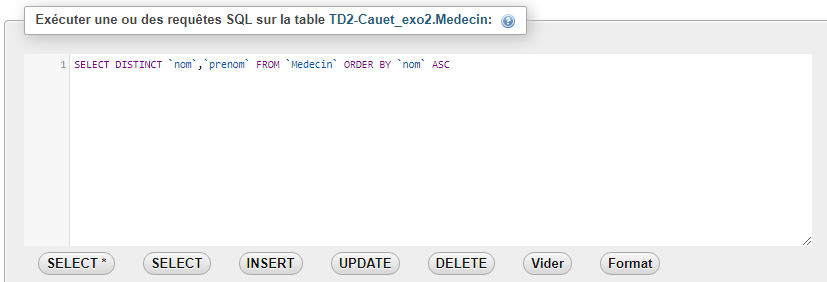 Exécuter une ou des requêtes SQL sur la table TD2-Cauet_exo2.Medecin:
1 SELECT DISTINCT `nom`,`prenom` FROM `Medecin` ORDER BY `nom` ASC
SELECT * SELECT INSERT UPDATE DELETE Vider Format